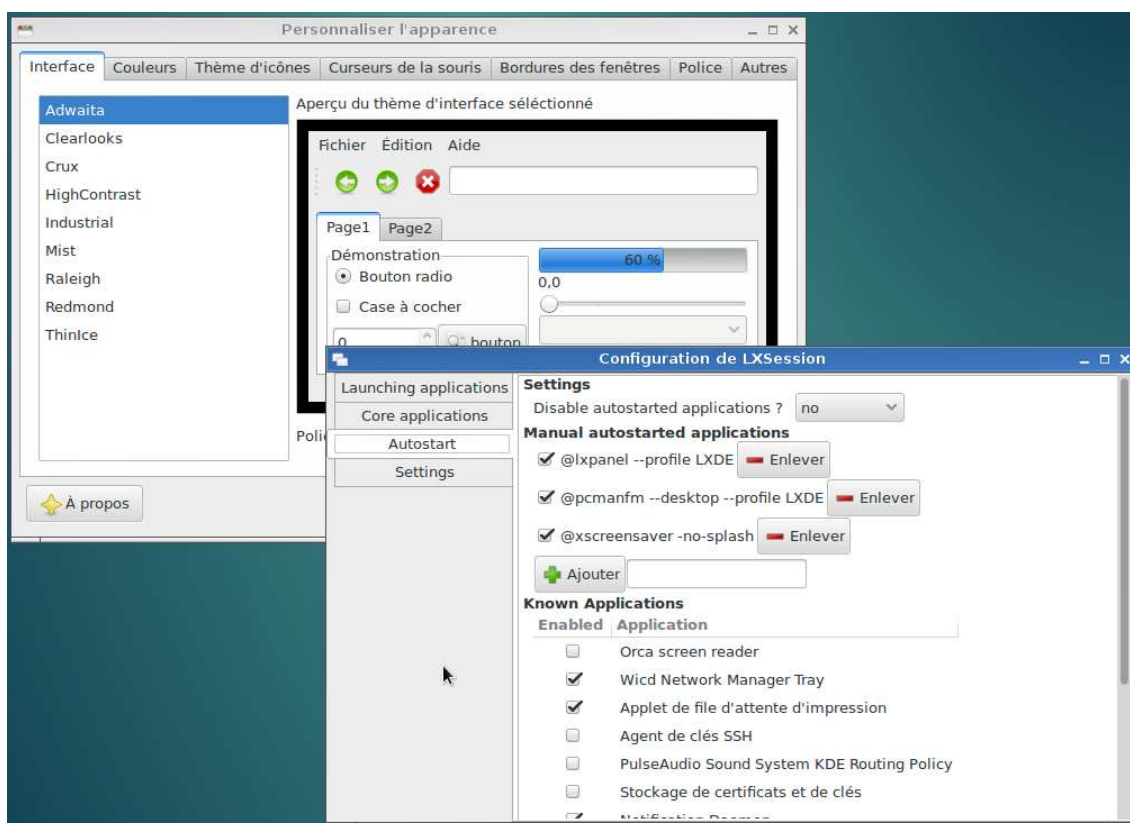 Personnaliser l'apparence
Interface Couleurs Thème d'icônes Curseurs de la souris Bordures des fenêtres Police Autres
Adwaita
Clearlooks
Crux
HighContrast
Industrial
Mist
Raleigh
Redmond
ThinIce
Aperçu du thème d'interface séléctionné
Fichier Édition Aide
Page1 Page2
Démonstration
Bouton radio
Case à cocher
0
bouton
60 %
0,0
À propos
Configuration de LXSession
Launching applications
Core applications
Autostart
Settings
Settings
Disable autostarted applications ? no
Manual autostarted applications
@lxpanel --profile LXDE Enlever
@pcmanfm --desktop --profile LXDE Enlever
@xscreensaver -no-splash Enlever
Ajouter
Known Applications
Enabled Application
Orca screen reader
Wicd Network Manager Tray
Applet de file d'attente d'impression
Agent de clés SSH
PulseAudio Sound System KDE Routing Policy
Stockage de certificats et de clés
Notification Daemon